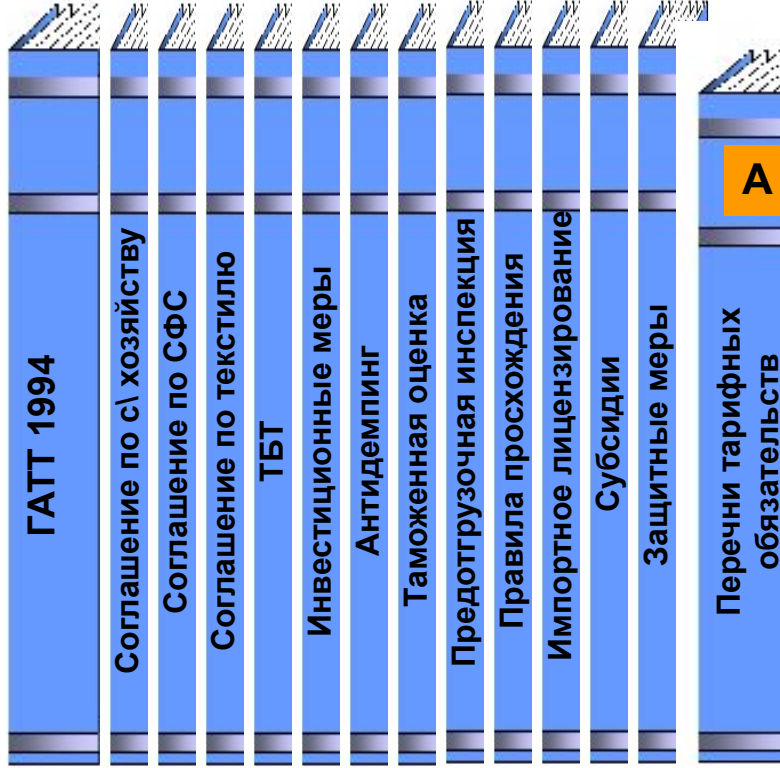 ГАТТ 1994
Соглашение по с\ хозяйству
Соглашение по СФС
Соглашение по текстилю
ТБТ
Инвестиционные меры
Антидемпинг
Таможенная оценка
Предотгрузочная инспекция
Правила просхождения
Импортное лицензирование
Субсидии
Защитные меры
А
Перечни тарифных
обязательств